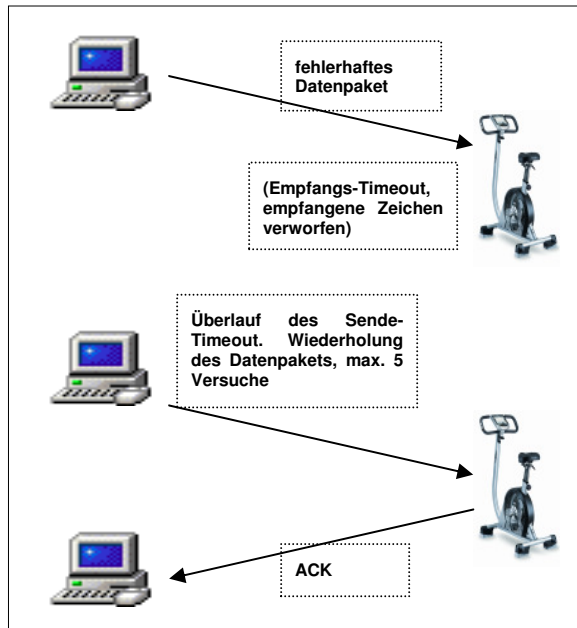 fehlerhaftes
Datenpaket
(Empfangs-Timeout,
empfangene Zeichen
verworfen)
Überlauf des Sende-
Timeout. Wiederholung
des Datenpakets, max. 5
Versuche
ACK